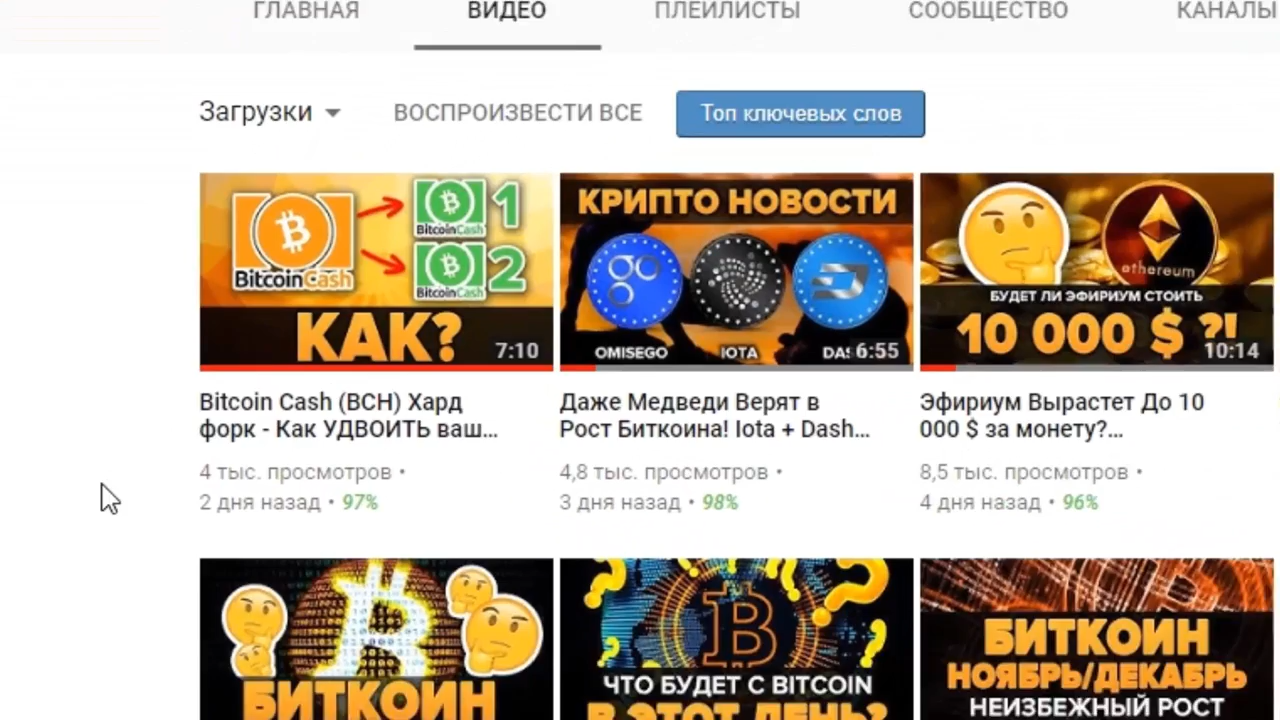 ГЛАВНАЯ ВИДЕО ПЛЕЙЛИСТЫ СООБЩЕСТВО КАНАЛЫ
Загрузки ВОСПРОИЗВЕСТИ ВСЕ Топ ключевых слов
BitcoinCash
BitcoinCash 1
BitcoinCash 2
КАК?
7:10
КРИПТО НОВОСТИ
OMISEGO IOTA DAS
6:55
ethereum
БУДЕТ ЛИ ЭФИРИУМ СТОИТЬ
10 000 $ ?!
10:14
Bitcoin Cash (BCH) Хард
форк - Как УДВОИТЬ ваш...
4 тыс. просмотров •
2 дня назад • 97%
Даже Медведи Верят в
Рост Биткоина! Iota + Dash...
4,8 тыс. просмотров •
3 дня назад • 98%
Эфириум Вырастет До 10
000 $ за монету?...
8,5 тыс. просмотров •
4 дня назад • 96%
БИТКОИН
ЧТО БУДЕТ С BITCOIN
В ЭТОТ ДЕНЬ?
БИТКОИН
НОЯБРЬ/ДЕКАБРЬ
НЕИЗБЕЖНЫЙ РОСТ